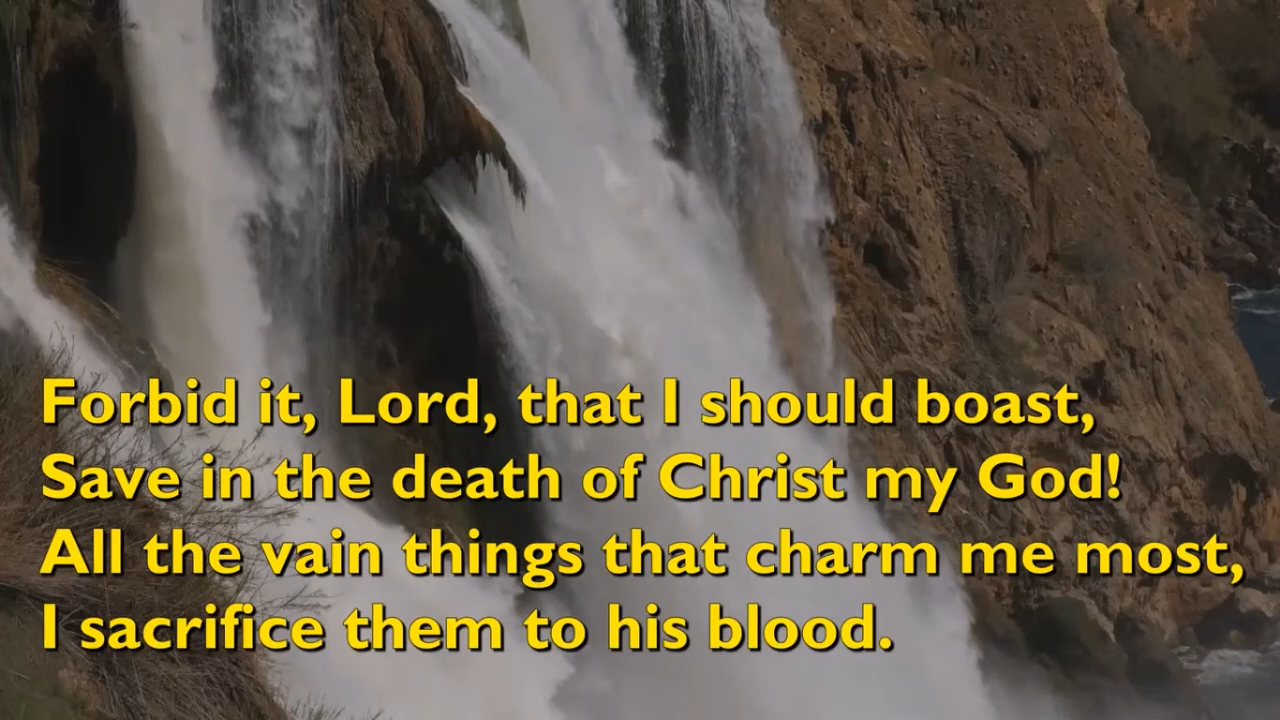 Forbid it, Lord, that I should boast,
Save in the death of Christ my God!
All the vain things that charm me most,
I sacrifice them to his blood.